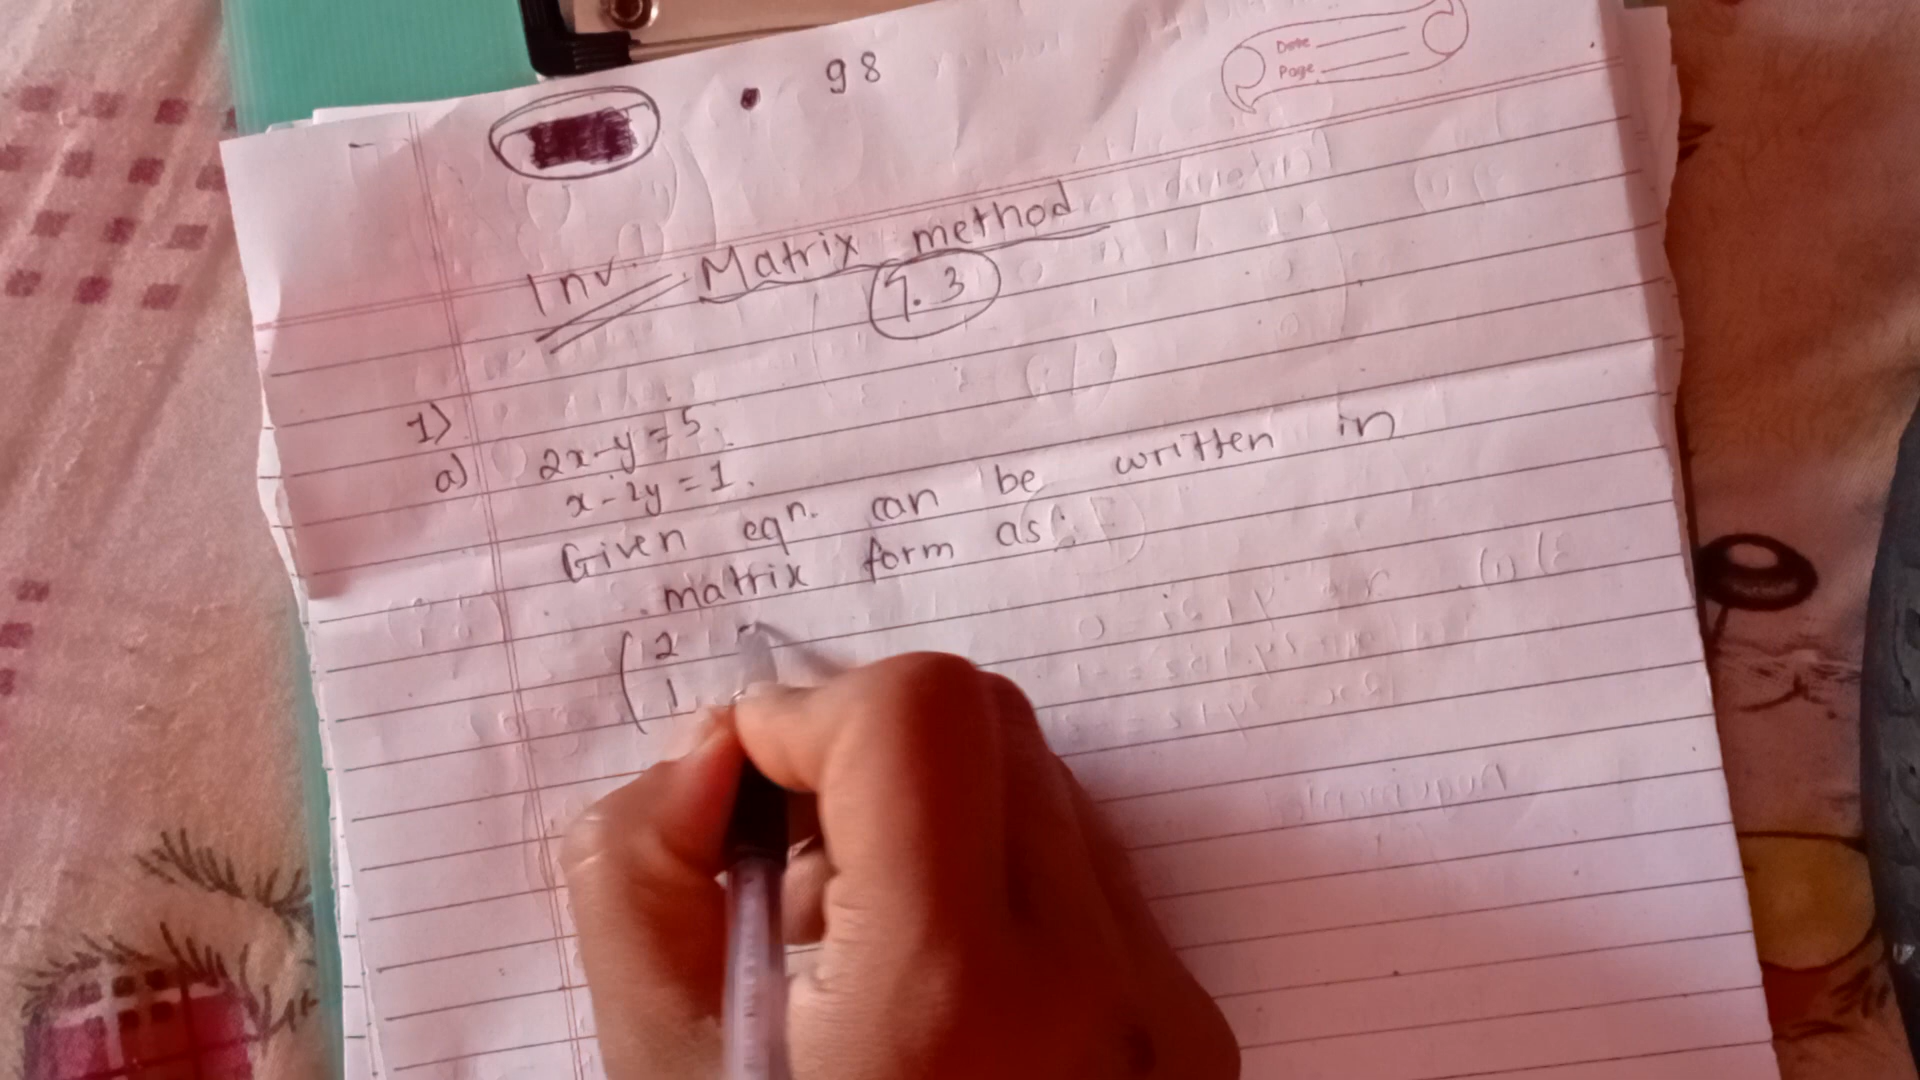 98
Date
Page
Inv. Matrix method
7.3
1)
a) 2x-y=5.
x-2y=1.
Given eqn. can be written in
matrix form as:
( 2 -
1